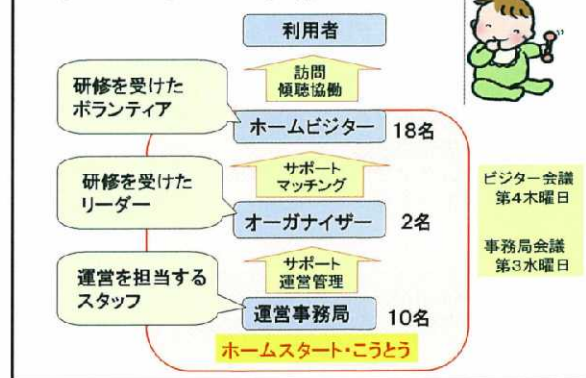 利用者
訪問
傾聴協働
研修を受けた
ボランティア
ホームビジター 18名
サポート
マッチング
研修を受けた
リーダー
オーガナイザー 2名
サポート
運営管理
運営を担当する
スタッフ
運営事務局 10名
ホームスタート・こうとう
ビジター会議
第4木曜日
事務局会議
第3水曜日